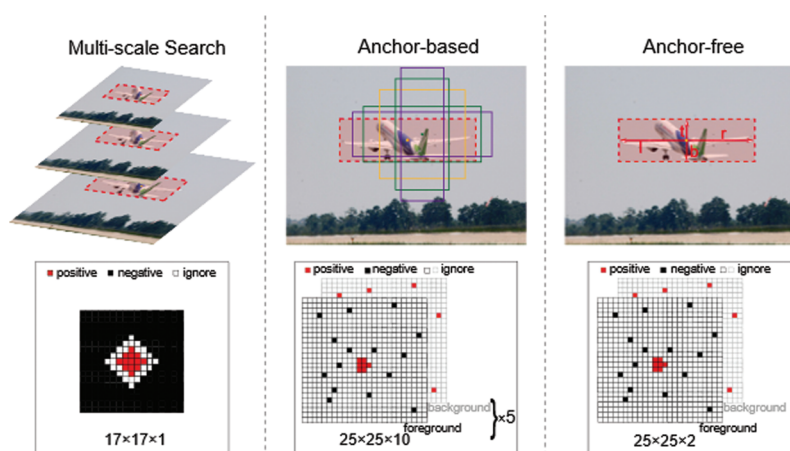 Multi-scale Search
Anchor-based
Anchor-free
t
l
r
b
positive negative ignore
17×17×1
positive negative ignore
background
foreground
×5
25×25×10
positive negative ignore
background
foreground
25×25×2